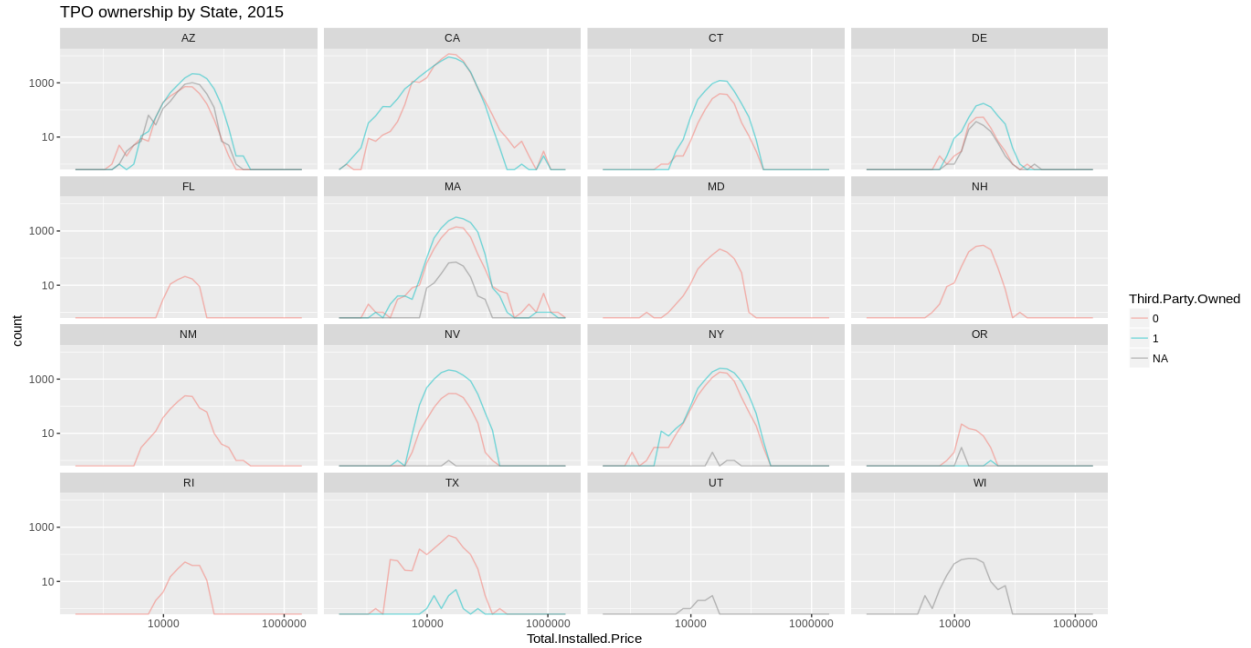 TPO ownership by State, 2015
AZ CA CT DE
1000
10
FL MA MD NH
1000
10
NM NV NY OR
1000
10
RI TX UT WI
1000
10
10000 1000000 10000 1000000 10000 1000000 10000 1000000
Total.Installed.Price
count
Third.Party.Owned
0
1
NA